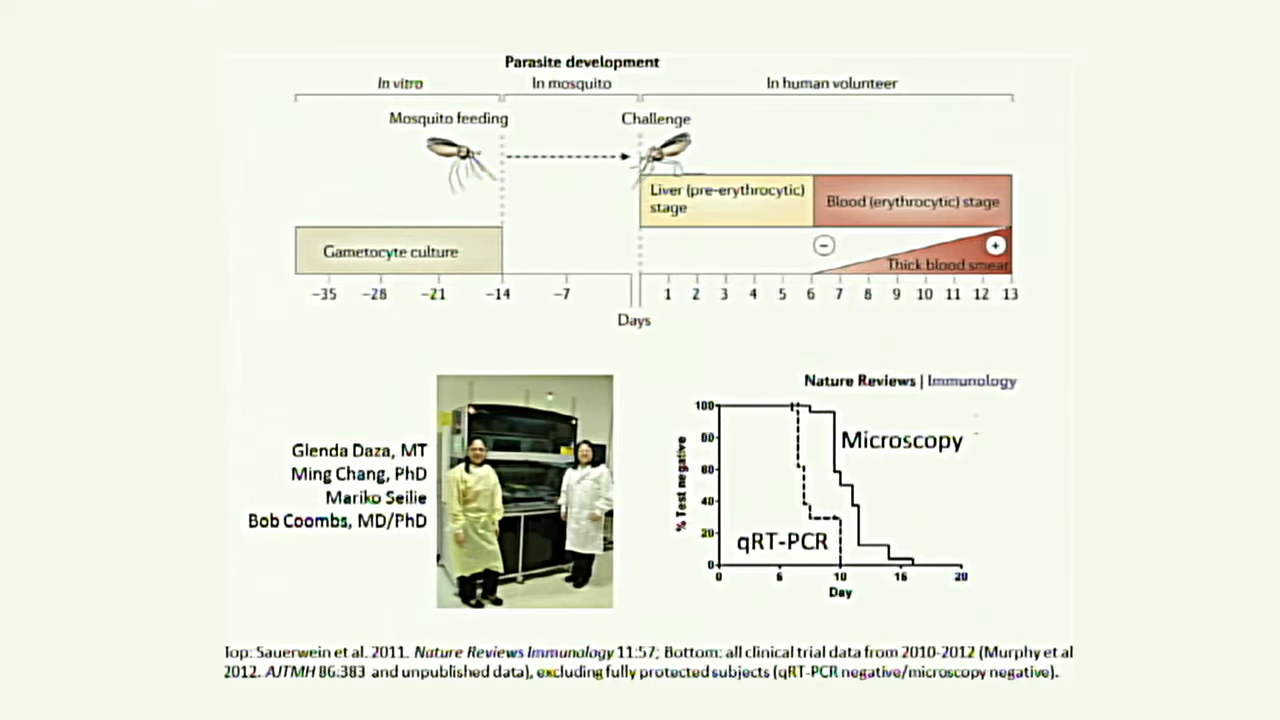 Parasite development
In vitro
In mosquito
In human volunteer
Mosquito feeding
Challenge
Liver (pre-erythrocytic)
stage
Blood (erythrocytic) stage
Gametocyte culture
−
+
Thick blood smear
−35 −28 −21 −14 −7 1 2 3 4 5 6 7 8 9 10 11 12 13
Days
Nature Reviews | Immunology
Glenda Daza, MT
Ming Chang, PhD
Mariko Seilie
Bob Coombs, MD/PhD
% Test negative
100
80
60
40
20
0
Microscopy
qRT-PCR
0 5 10 15 20
Day
Top: Sauerwein et al. 2011. Nature Reviews Immunology 11:57; Bottom: all clinical trial data from 2010-2012 (Murphy et al
2012. AJTMH 86:383 and unpublished data), excluding fully protected subjects (qRT-PCR negative/microscopy negative).